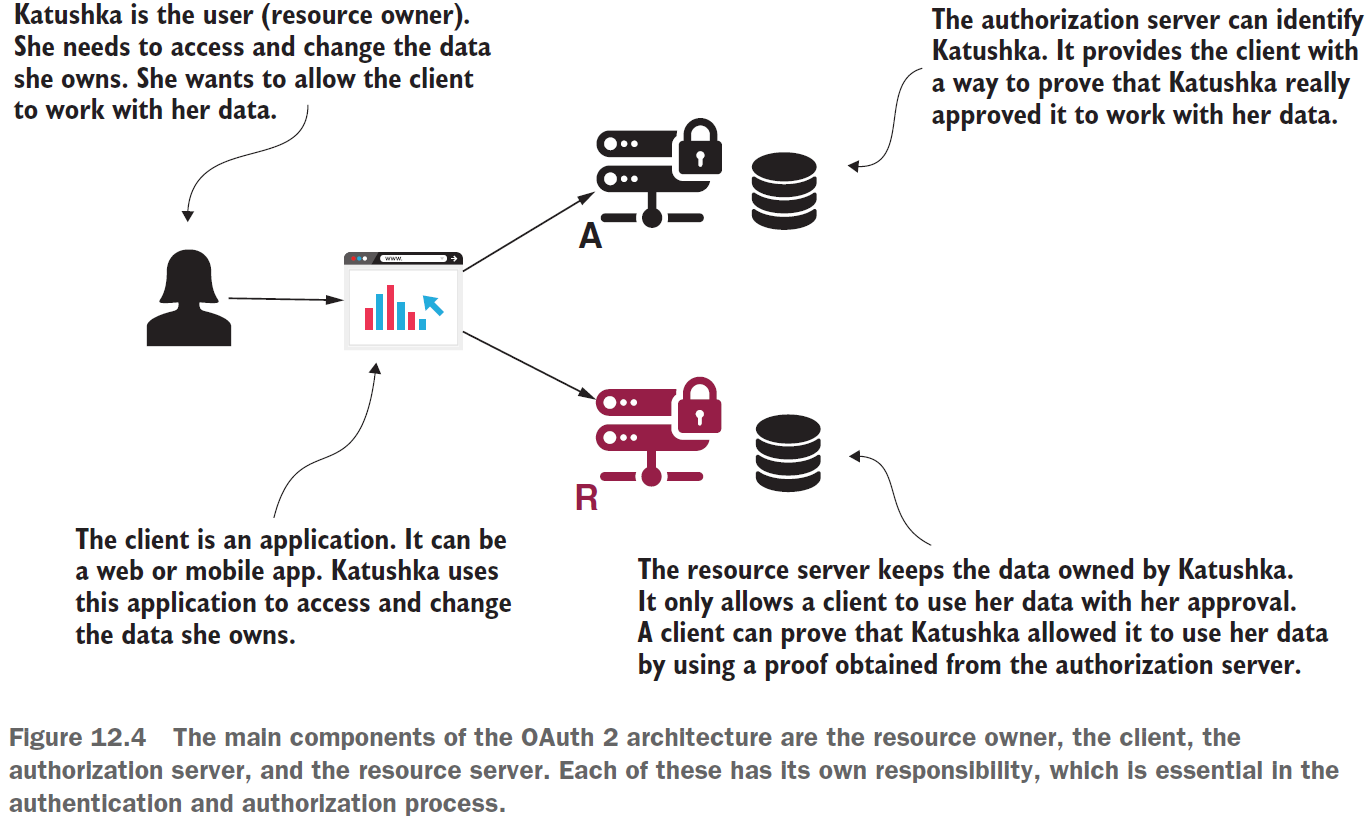 Katushka is the user (resource owner).
She needs to access and change the data
she owns. She wants to allow the client
to work with her data.
The authorization server can identify
Katushka. It provides the client with
a way to prove that Katushka really
approved it to work with her data.
A
www.
R
The client is an application. It can be
a web or mobile app. Katushka uses
this application to access and change
the data she owns.
The resource server keeps the data owned by Katushka.
It only allows a client to use her data with her approval.
A client can prove that Katushka allowed it to use her data
by using a proof obtained from the authorization server.
Figure 12.4 The main components of the OAuth 2 architecture are the resource owner, the client, the
authorization server, and the resource server. Each of these has its own responsibility, which is essential in the
authentication and authorization process.